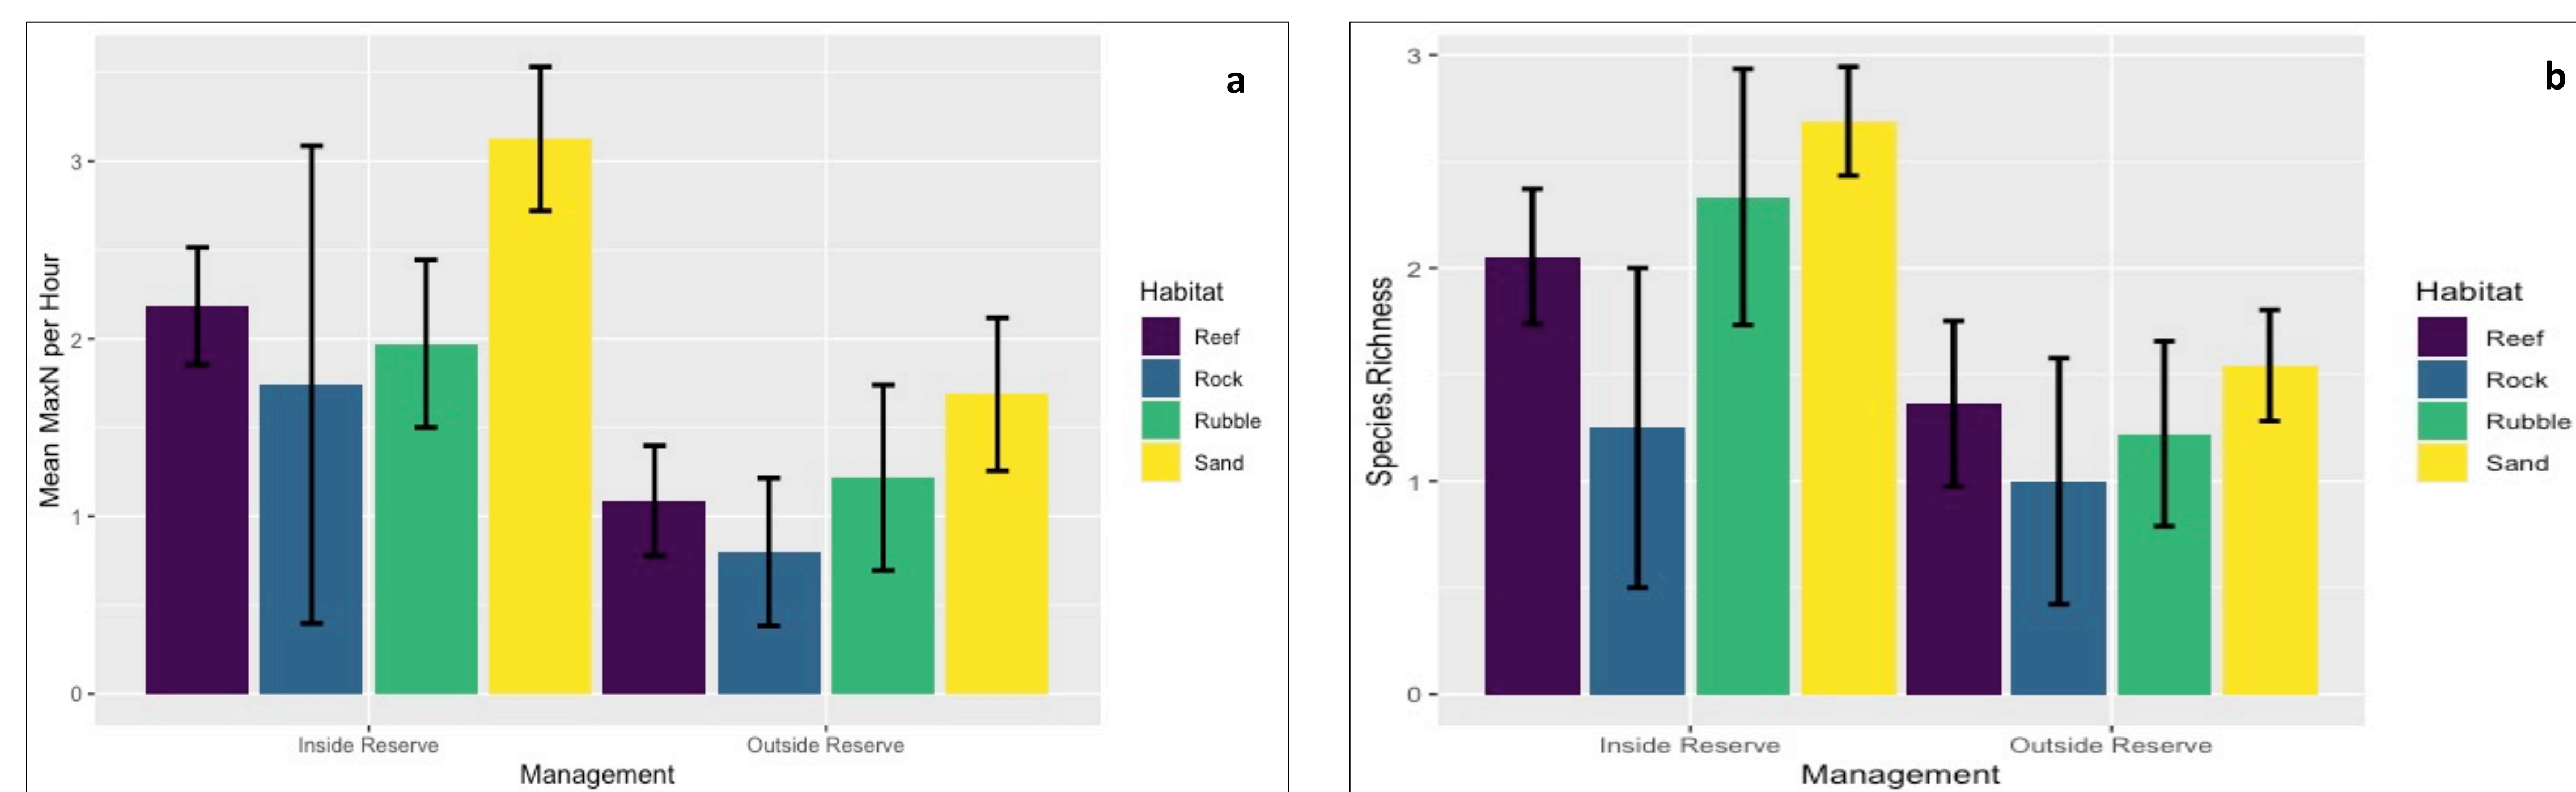 a
Mean MaxN per Hour
3
2
1
0
Inside Reserve
Outside Reserve
Management
Habitat
Reef
Rock
Rubble
Sand
b
Species.Richness
3
2
1
0
Inside Reserve
Outside Reserve
Management
Habitat
Reef
Rock
Rubble
Sand